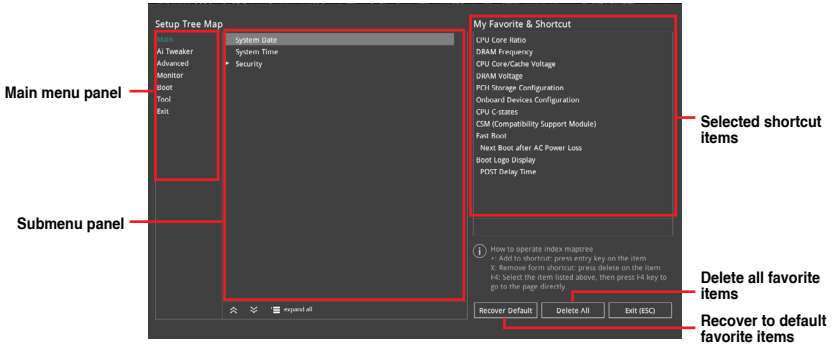 Setup Tree Map
My Favorite & Shortcut
Main
Ai Tweaker
Advanced
Monitor
Boot
Tool
Exit
System Date
System Time
Security
CPU Core Ratio
DRAM Frequency
CPU Core/Cache Voltage
DRAM Voltage
PCH Storage Configuration
Onboard Devices Configuration
CPU C-states
CSM (Compatibility Support Module)
Fast Boot
Next Boot after AC Power Loss
Boot Logo Display
POST Delay Time
Main menu panel
Selected shortcut
items
Submenu panel
How to operate index maptree
+: Add to shortcut: press entry key on the item
X: Remove form shortcut: press delete on the item
F4: Select the item listed above, then press F4 key to
go to the page directly.
expand all
Recover Default
Delete All
Exit (ESC)
Delete all favorite
items
Recover to default
favorite items